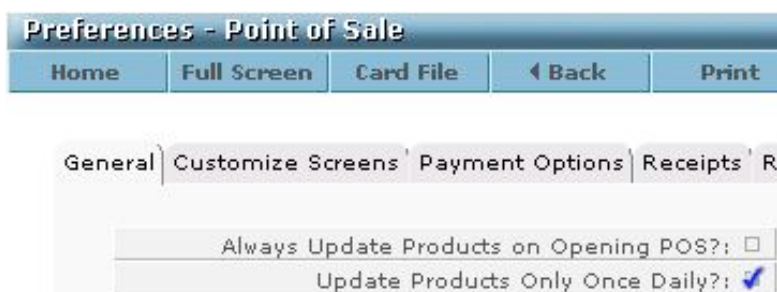 Preferences - Point of Sale
Home Full Screen Card File Back Print
General Customize Screens Payment Options Receipts R
Always Update Products on Opening POS?:
Update Products Only Once Daily?: